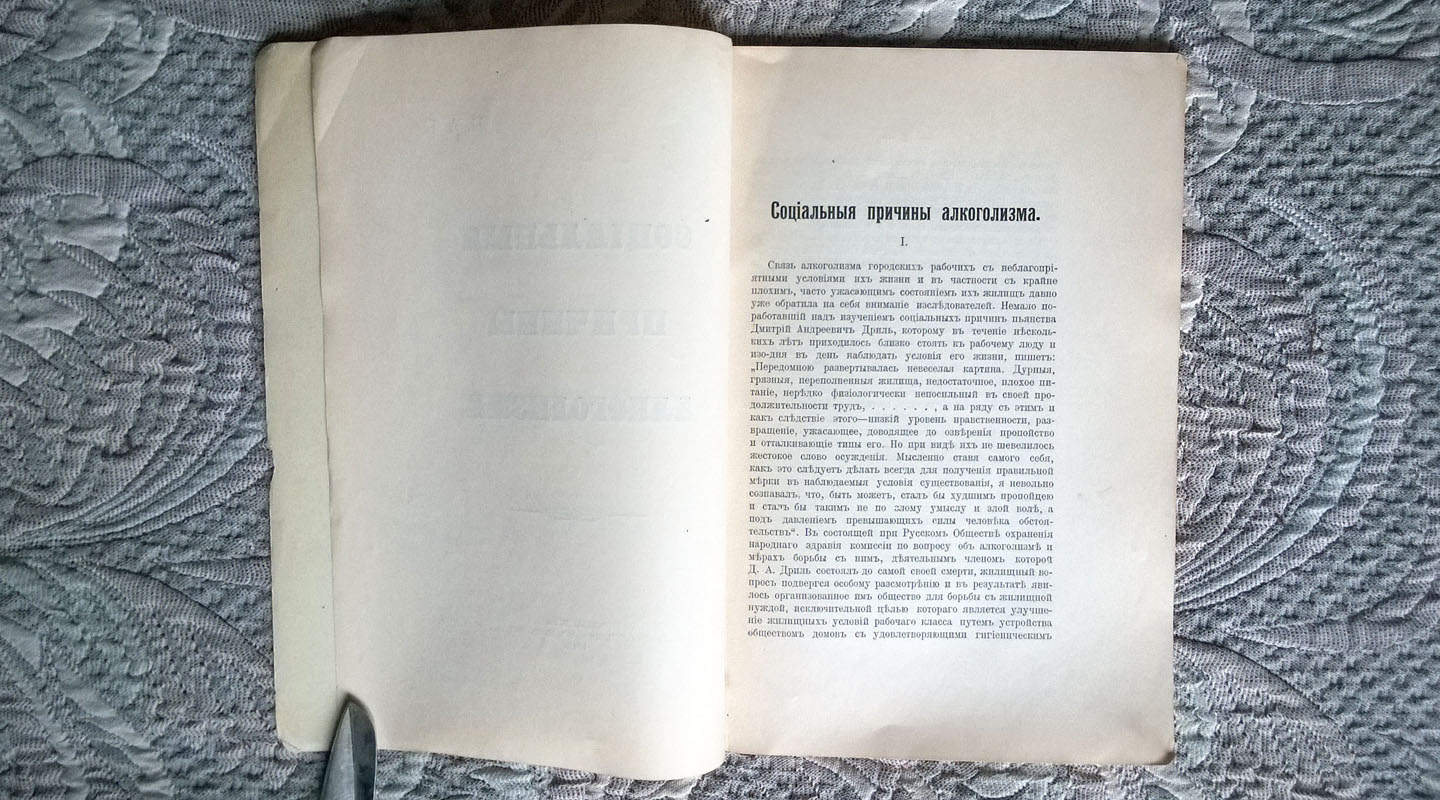 Соціальныя причины алкоголизма.
I.
Связь алкоголизма городскихъ рабочихъ съ неблагопрі-
ятными условіями ихъ жизни и въ частности съ крайне
плохимъ, часто ужасающимъ состояніемъ ихъ жилищъ давно
уже обратила на себя вниманіе изслѣдователей. Немало по-
работавшій надъ изученіемъ соціальныхъ причинъ пьянства
Дмитрій Андреевичъ Дриль, которому въ теченіе нѣсколь-
кихъ лѣтъ приходилось близко стоять къ рабочему люду и
изо-дня въ день наблюдать условія его жизни, пишетъ:
„Передомною развертывалась невеселая картина. Дурныя,
грязныя, переполненныя жилища, недостаточное, плохое пи-
таніе, нерѣдко физіологически непосильный въ своей про-
должительности трудъ, . . . . . . . , а на ряду съ этимъ и
какъ слѣдствіе этого—низкій уровень нравственности, раз-
вращеніе, ужасающее, доводящее до озвѣренія пропойство
и отталкивающіе типы его. Но при видѣ ихъ не шевелилось
жестокое слово осужденія. Мысленно ставя самого себя,
какъ это слѣдуетъ дѣлать всегда для полученія правильной
мѣрки въ наблюдаемыя условія существованія, я невольно
сознавалъ, что, быть можетъ, сталъ бы худшимъ пропойцею
и сталъ бы такимъ не по злому умыслу и злой волѣ, а
подъ давленіемъ превышающихъ силы человѣка обстоя-
тельствъ“. Въ состоящей при Русскомъ Обществѣ охраненія
народнаго здравія комиссіи по вопросу объ алкоголизмѣ и
мѣрахъ борьбы съ нимъ, дѣятельнымъ членомъ которой
Д. А. Дриль состоялъ до самой своей смерти, жилищный во-
просъ подвергся особому разсмотрѣнію и въ результатѣ яви-
лось организованное имъ общество для борьбы съ жилищной
нуждой, исключительной цѣлью котораго является улучше-
ніе жилищныхъ условій рабочаго класса путемъ устройства
обществомъ домовъ съ удовлетворяющими гигіеническимъ